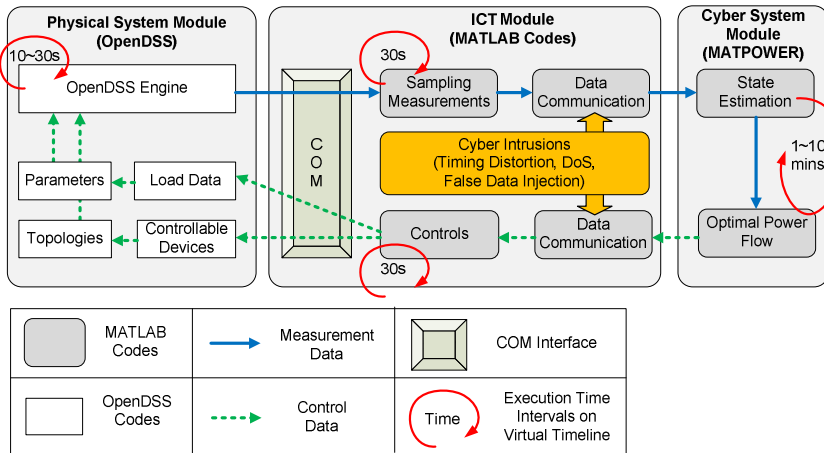 Physical System Module
(OpenDSS)
10~30s
OpenDSS Engine
Parameters
Load Data
Topologies
Controllable
Devices
COM
ICT Module
(MATLAB Codes)
30s
Sampling
Measurements
Data
Communication
Cyber Intrusions
(Timing Distortion, DoS,
False Data Injection)
Controls
30s
Data
Communication
Cyber System
Module
(MATPOWER)
State
Estimation
1~10
mins
Optimal Power
Flow
MATLAB
Codes
Measurement
Data
COM Interface
OpenDSS
Codes
Control
Data
Time
Execution Time
Intervals on
Virtual Timeline